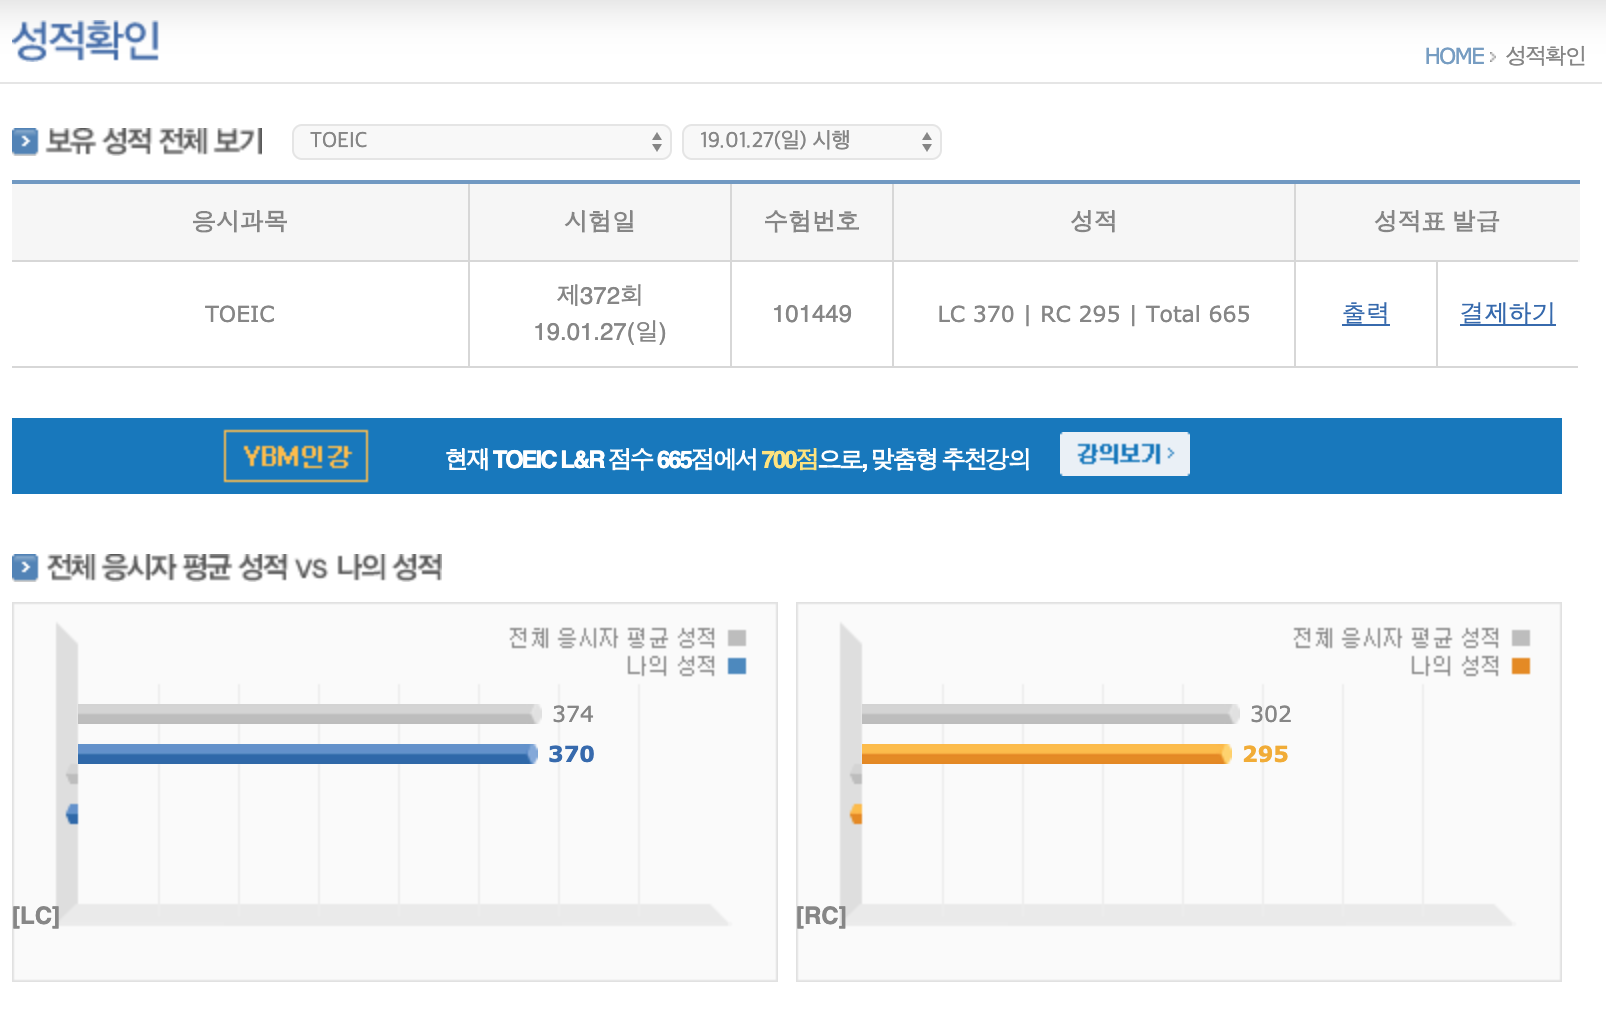 성적확인
HOME > 성적확인
보유 성적 전체 보기
TOEIC
19.01.27(일) 시행
응시과목 시험일 수험번호 성적 성적표 발급
TOEIC
제372회
19.01.27(일)
101449
LC 370 | RC 295 | Total 665
출력
결제하기
YBM인강
현재 TOEIC L&R 점수 665점에서 700점으로, 맞춤형 추천강의
강의보기 >
전체 응시자 평균 성적 vs 나의 성적
전체 응시자 평균 성적
나의 성적
374
370
[LC]
전체 응시자 평균 성적
나의 성적
302
295
[RC]